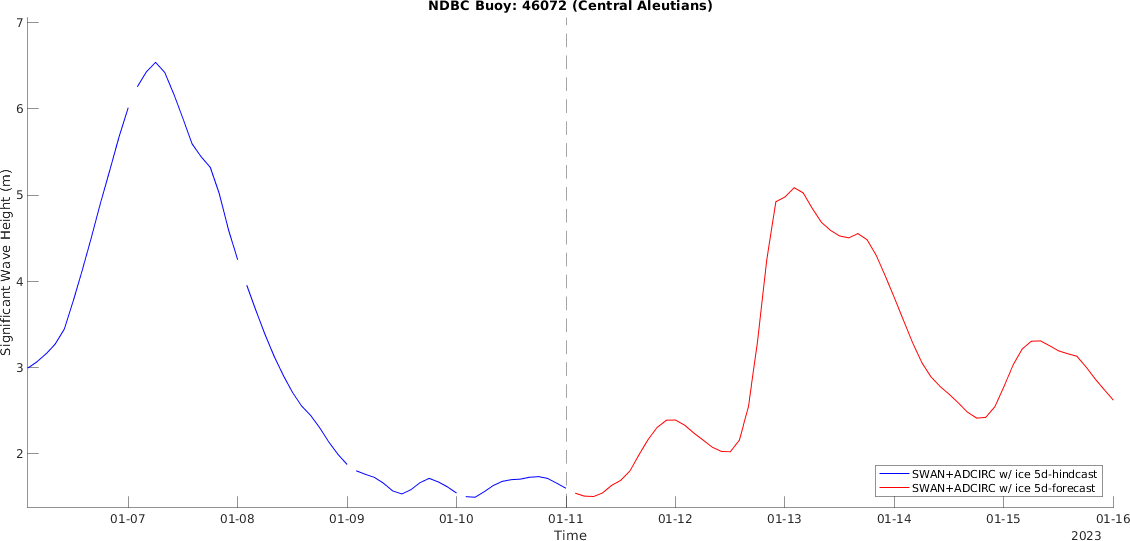 NDBC Buoy: 46072 (Central Aleutians)
7
6
5
4
3
2
Significant Wave Height (m)
01-07 01-08 01-09 01-10 01-11 01-12 01-13 01-14 01-15 01-16
Time
2023
SWAN+ADCIRC w/ ice 5d-hindcast
SWAN+ADCIRC w/ ice 5d-forecast